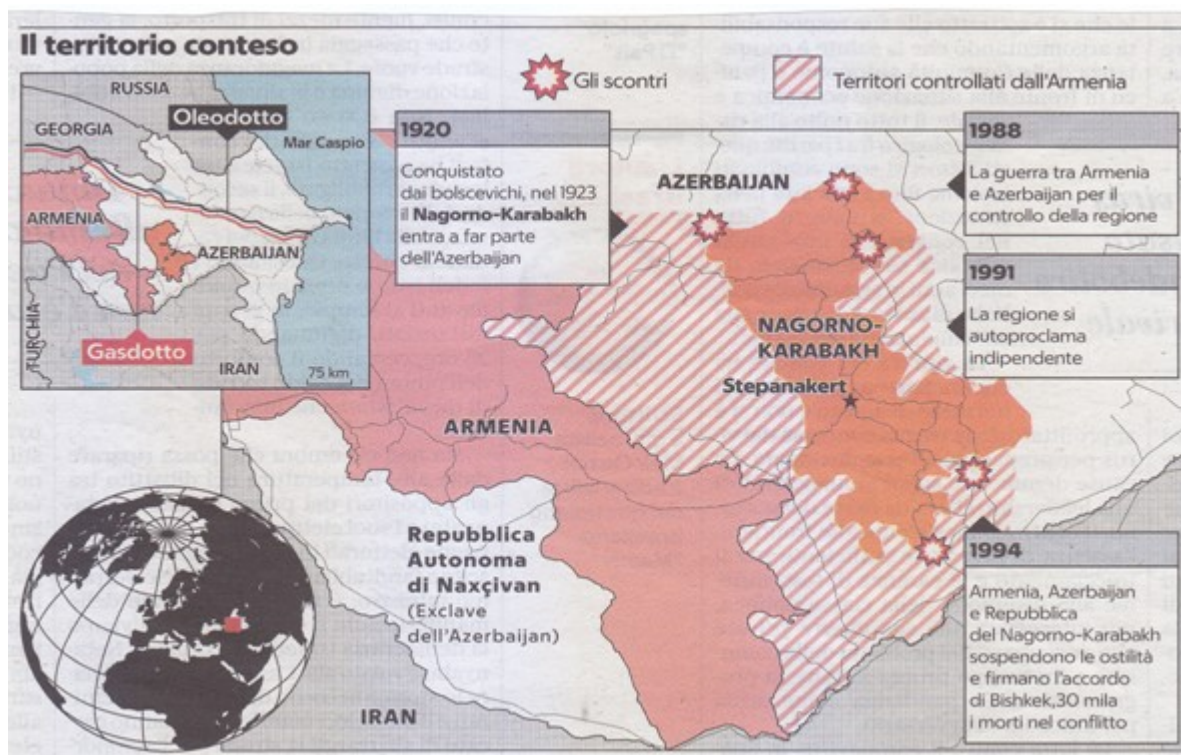 Il territorio conteso
RUSSIA
Oleodotto
GEORGIA
Mar Caspio
ARMENIA
AZERBAIJAN
TURCHIA
Gasdotto
IRAN
75 km
Gli scontri
Territori controllati dall'Armenia
1920
Conquistato
dai bolscevichi, nel 1923
il Nagorno-Karabakh
entra a far parte
dell'Azerbaijan
AZERBAIJAN
1988
La guerra tra Armenia
e Azerbaijan per il
controllo della regione
1991
La regione si
autoproclama
indipendente
NAGORNO-
KARABAKH
Stepanakert
ARMENIA
Repubblica
Autonoma
di Naxçivan
(Exclave
dell'Azerbaijan)
IRAN
1994
Armenia, Azerbaijan
e Repubblica
del Nagorno-Karabakh
sospendono le ostilità
e firmano l'accordo
di Bishkek,30 mila
i morti nel conflitto